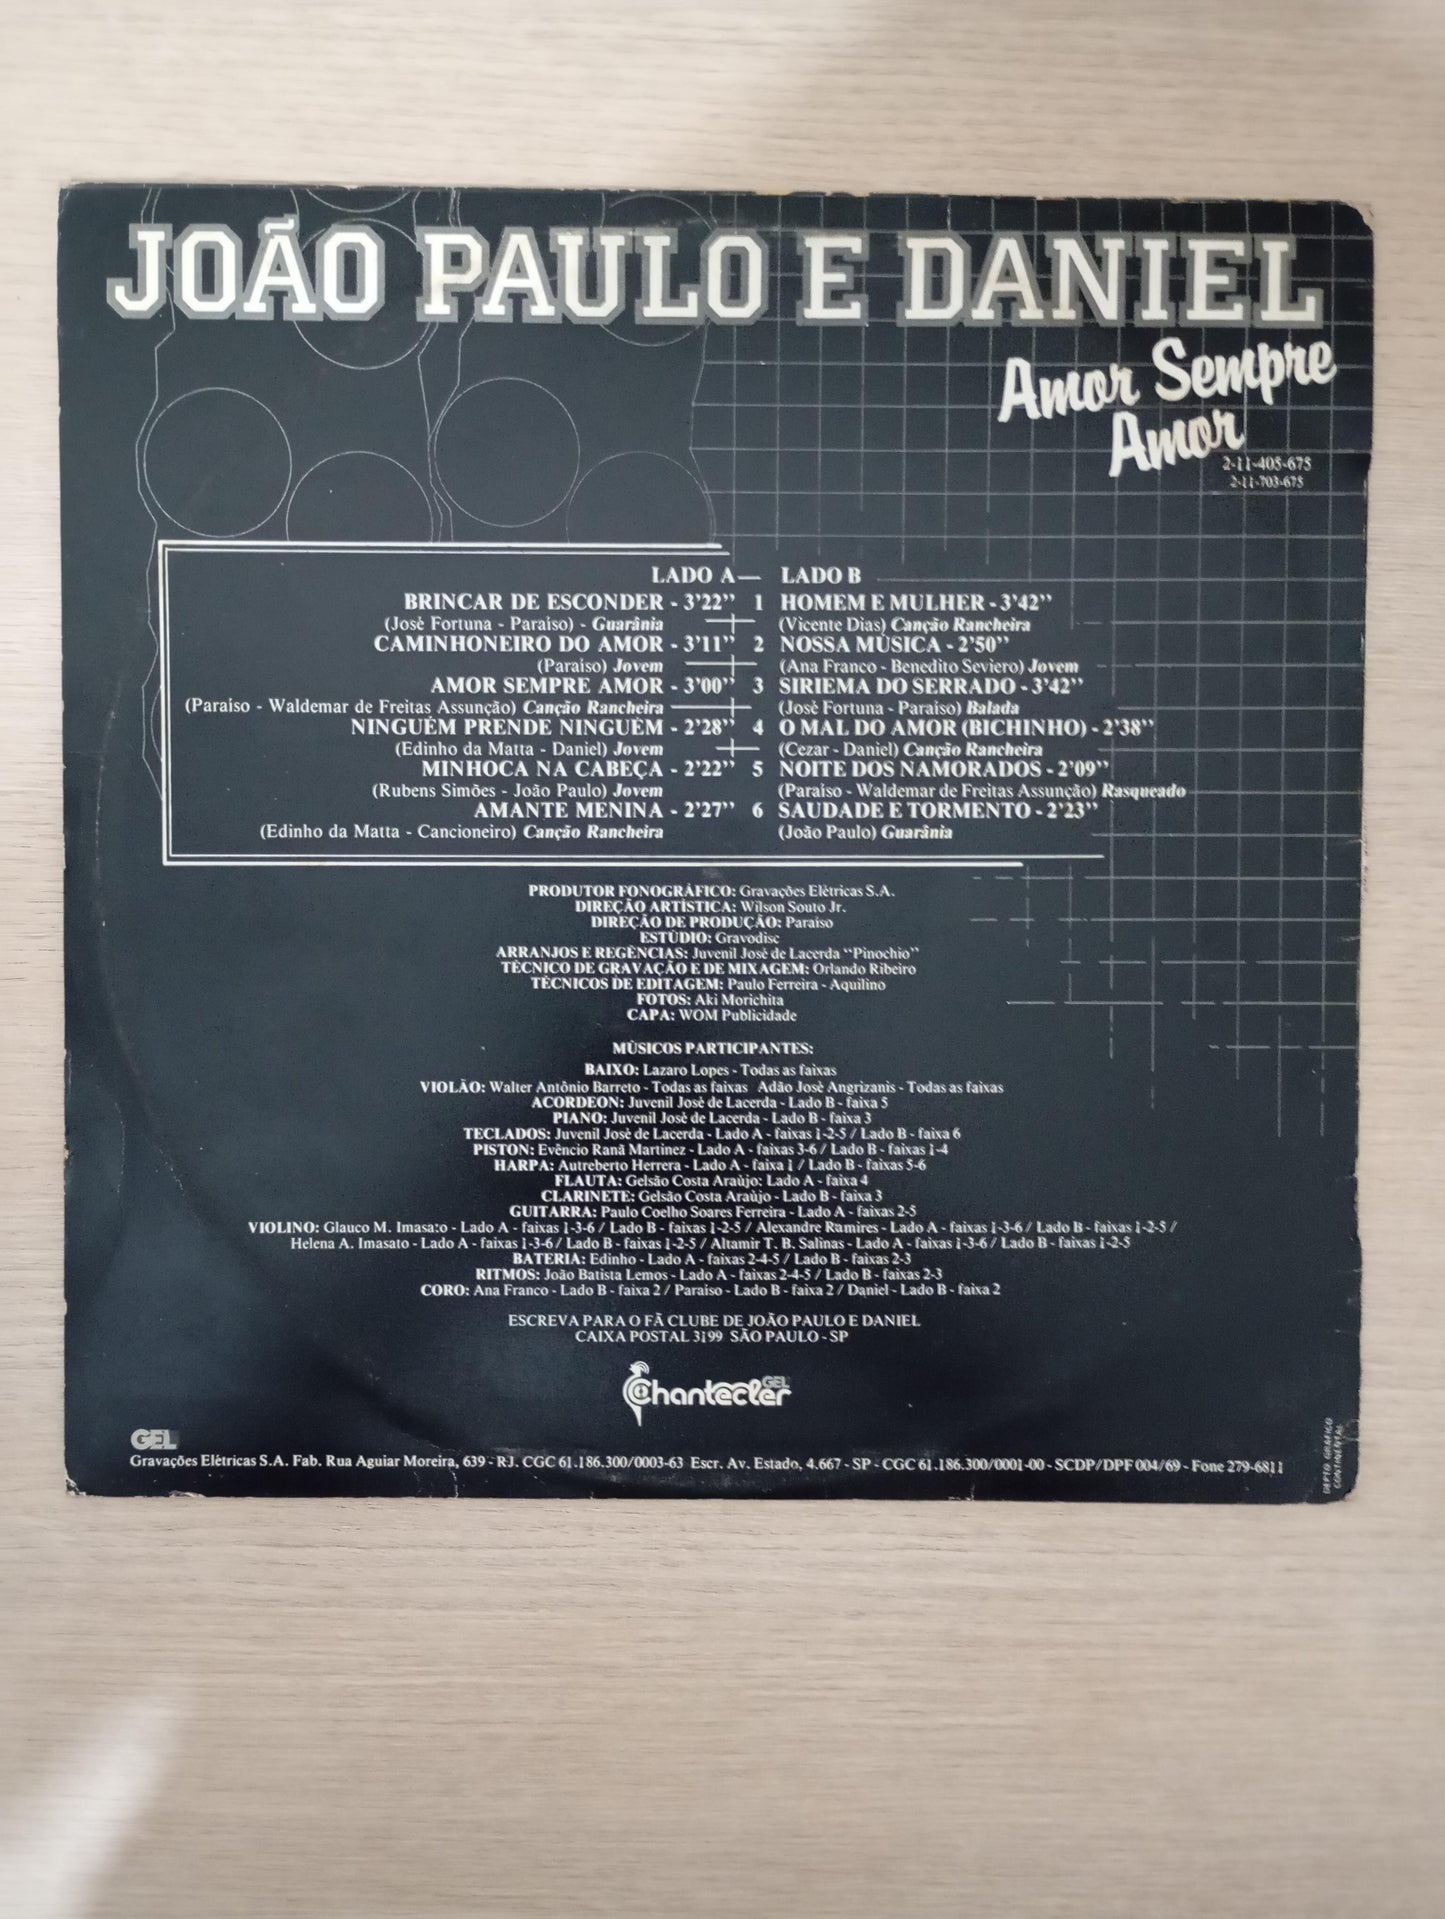 JOÃO PAULO E DANIEL
Amor Sempre
Amor
2-11-405-675
2-11-703-675
LADO A — LADO B
BRINCAR DE ESCONDER - 3'22'' 1 HOMEM E MULHER - 3'42''
(José Fortuna - Paraíso) - Guarânia (Vicente Dias) Canção Rancheira
CAMINHONEIRO DO AMOR - 3'11'' 2 NOSSA MÚSICA - 2'50''
(Paraíso) Jovem (Ana Franco - Benedito Seviero) Jovem
AMOR SEMPRE AMOR - 3'00'' 3 SIRIEMA DO SERRADO - 3'42''
(Paraíso - Waldemar de Freitas Assunção) Canção Rancheira (José Fortuna - Paraíso) Balada
NINGUÉM PRENDE NINGUÉM - 2'28'' 4 O MAL DO AMOR (BICHINHO) - 2'38''
(Edinho da Matta - Daniel) Jovem (Cezar - Daniel) Canção Rancheira
MINHOCA NA CABEÇA - 2'22'' 5 NOITE DOS NAMORADOS - 2'09''
(Rubens Simões - João Paulo) Jovem (Paraíso - Waldemar de Freitas Assunção) Rasqueado
AMANTE MENINA - 2'27'' 6 SAUDADE E TORMENTO - 2'23''
(Edinho da Matta - Cancioneiro) Canção Rancheira (João Paulo) Guarânia
PRODUTOR FONOGRÁFICO: Gravações Elétricas S.A.
DIREÇÃO ARTÍSTICA: Wilson Souto Jr.
DIREÇÃO DE PRODUÇÃO: Paraíso
ESTÚDIO: Gravodisc
ARRANJOS E REGÊNCIAS: Juvenil José de Lacerda "Pinochio"
TÉCNICO DE GRAVAÇÃO E DE MIXAGEM: Orlando Ribeiro
TÉCNICOS DE EDITAGEM: Paulo Ferreira - Aquilino
FOTOS: Aki Morichita
CAPA: WOM Publicidade
MÙSICOS PARTICIPANTES:
BAIXO: Lazaro Lopes - Todas as faixas
VIOLÃO: Walter Antônio Barreto - Todas as faixas Adão José Angrizanis - Todas as faixas
ACORDEON: Juvenil José de Lacerda - Lado B - faixa 5
PIANO: Juvenil José de Lacerda - Lado B - faixa 3
TECLADOS: Juvenil José de Lacerda - Lado A - faixas 1-2-5 / Lado B - faixa 6
PISTON: Evêncio Ranã Martinez - Lado A - faixas 3-6 / Lado B - faixas 1-4
HARPA: Autreberto Herrera - Lado A - faixa 1 / Lado B - faixas 5-6
FLAUTA: Gelsão Costa Araújo: Lado A - faixa 4
CLARINETE: Gelsão Costa Araújo - Lado B - faixa 3
GUITARRA: Paulo Coelho Soares Ferreira - Lado A - faixas 2-5
VIOLINO: Glauco M. Imasato - Lado A - faixas 1-3-6 / Lado B - faixas 1-2-5 / Alexandre Ramires - Lado A - faixas 1-3-6 / Lado B - faixas 1-2-5 /
Helena A. Imasato - Lado A - faixas 1-3-6 / Lado B - faixas 1-2-5 / Altamir T. B. Salinas - Lado A - faixas 1-3-6 / Lado B - faixas 1-2-5
BATERIA: Edinho - Lado A - faixas 2-4-5 / Lado B - faixas 2-3
RITMOS: João Batista Lemos - Lado A - faixas 2-4-5 / Lado B - faixas 2-3
CORO: Ana Franco - Lado B - faixa 2 / Paraíso - Lado B - faixa 2 / Daniel - Lado B - faixa 2
ESCREVA PARA O FÃ CLUBE DE JOÃO PAULO E DANIEL
CAIXA POSTAL 3199 SÃO PAULO - SP
GEL
Chantecler
GEL
Gravações Elétricas S.A. Fab. Rua Aguiar Moreira, 639 - RJ. CGC 61.186.300/0003-63 Escr. Av. Estado, 4.667 - SP - CGC 61.186.300/0001-00 - SCDP/DPF 004/69 - Fone 279-6811
DEPTO GRÁFICO
CONTINENTAL